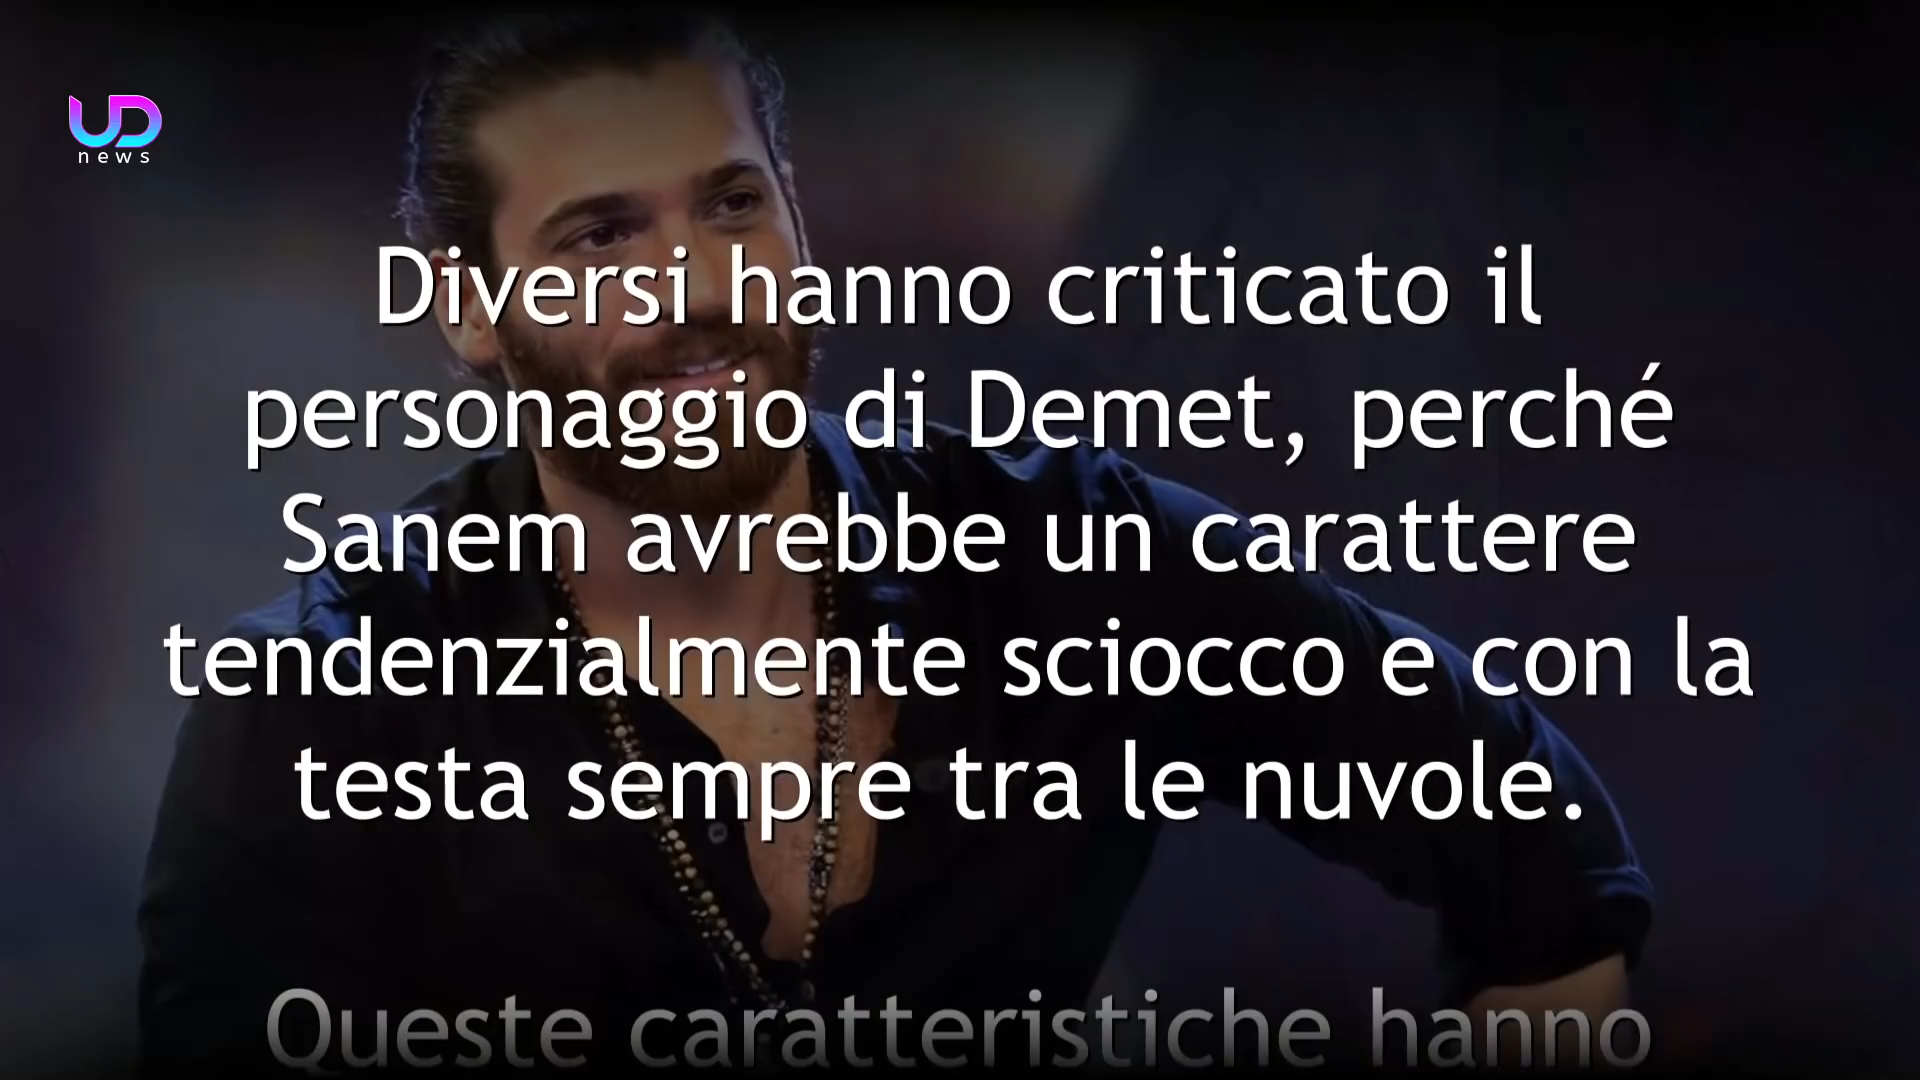 UD
news
Diversi hanno criticato il
personaggio di Demet, perché
Sanem avrebbe un carattere
tendenzialmente sciocco e con la
testa sempre tra le nuvole.
Queste caratteristiche hanno